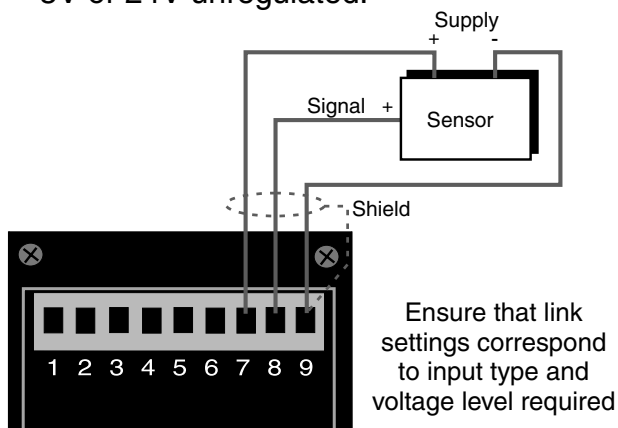 or 24V unregulated.
Supply
+ -
Signal +
Sensor
Shield
1 2 3 4 5 6 7 8 9
Ensure that link
settings correspond
to input type and
voltage level required